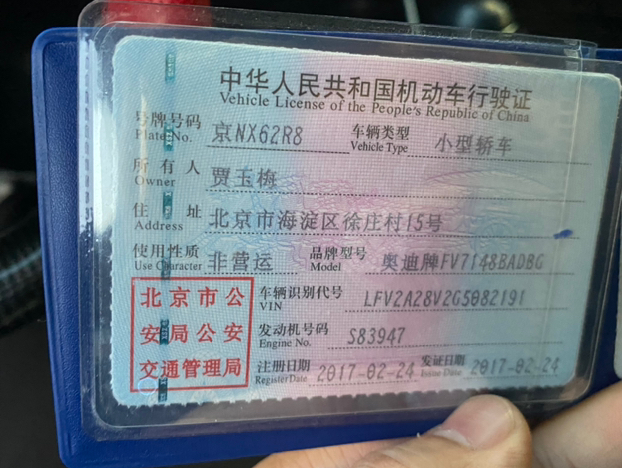 中华人民共和国机动车行驶证
Vehicle License of the People's Republic of China
号牌号码 Plate No. 京NX62R8 车辆类型 Vehicle Type 小型轿车
所有人 Owner 贾玉梅
住址 Address 北京市海淀区徐庄村15号
使用性质 Use Character 非营运 品牌型号 Model 奥迪牌FV7148BADBG
车辆识别代号 VIN LFV2A28V2G5082191
发动机号码 Engine No. S83947
注册日期 Register Date 2017-02-24 发证日期 Issue Date 2017-02-24
北京市公
安局公安
交通管理局